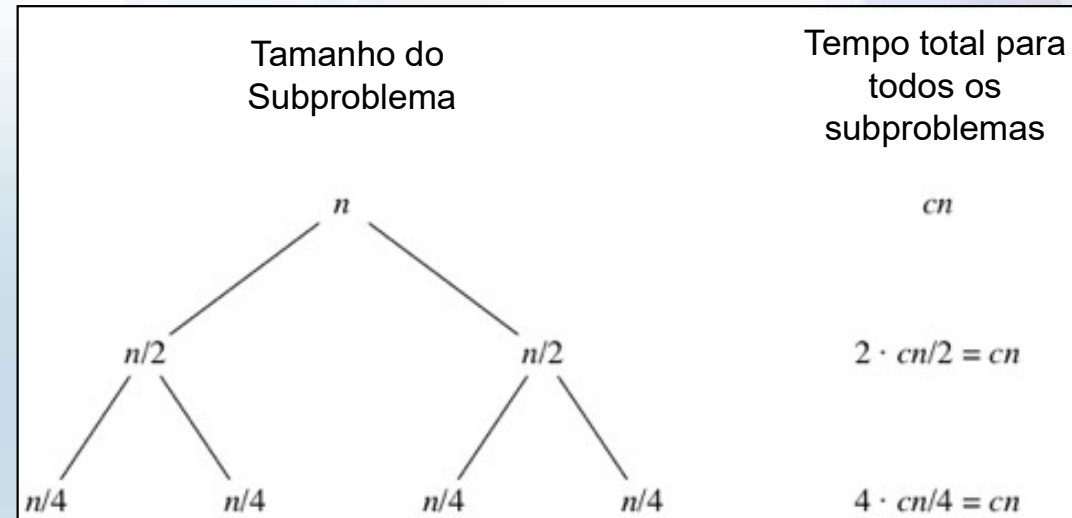 Tamanho do
Subproblema
Tempo total para
todos os
subproblemas
n
cn
n/2
n/2
2 · cn/2 = cn
n/4
n/4
n/4
n/4
4 · cn/4 = cn